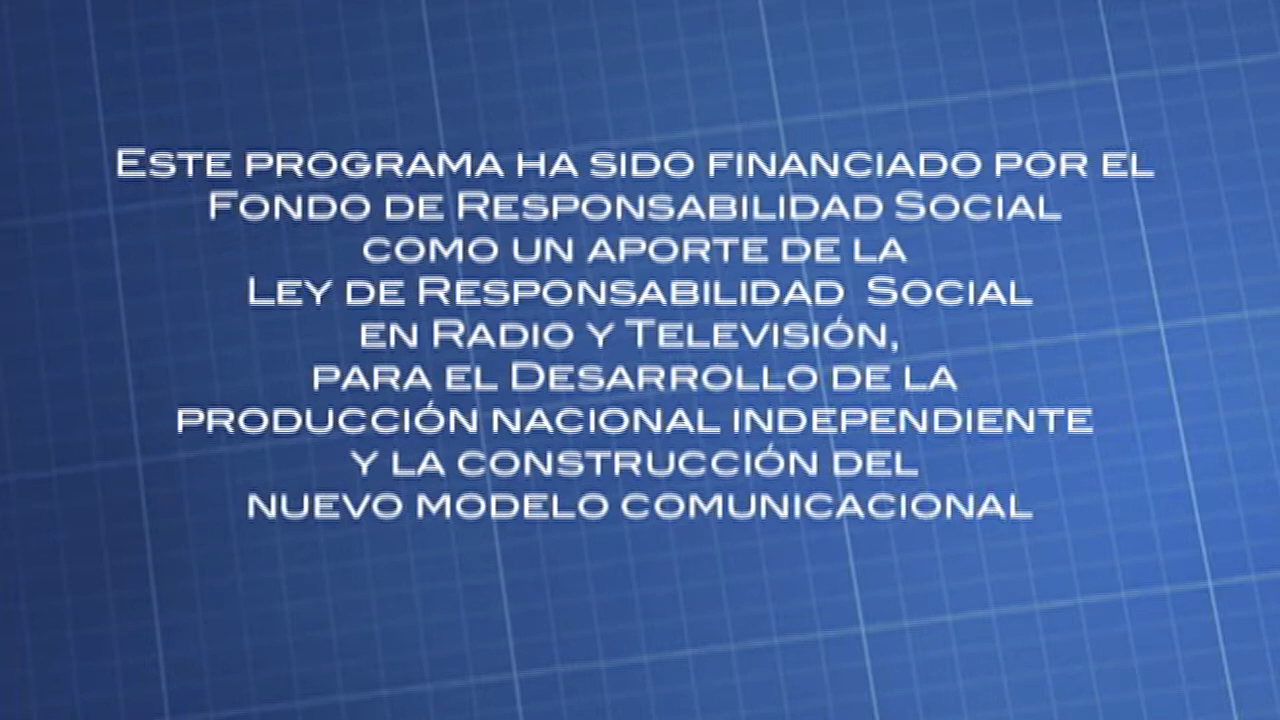 Este programa ha sido financiado por el
Fondo de Responsabilidad Social
como un aporte de la
Ley de Responsabilidad Social
en Radio y Televisión,
para el Desarrollo de la
producción nacional independiente
y la construcción del
nuevo modelo comunicacional